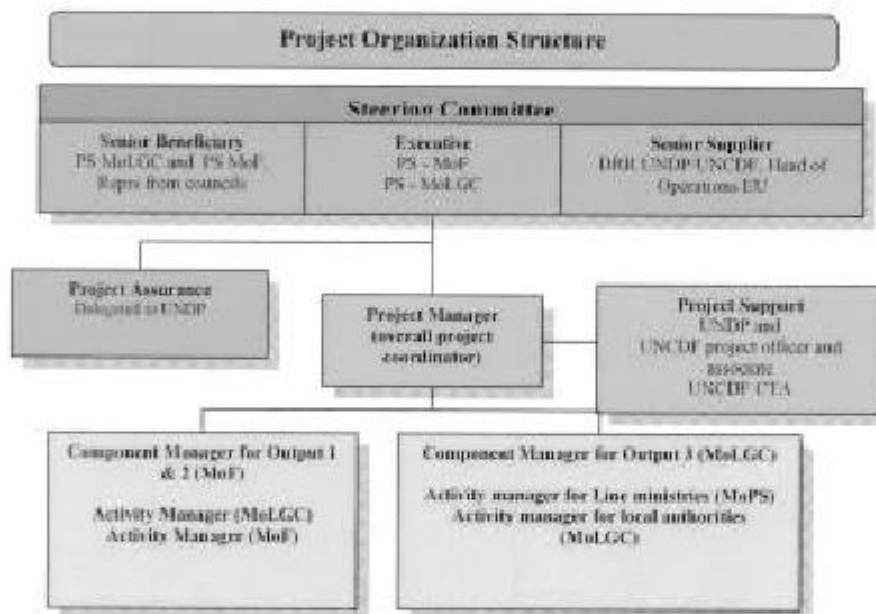 Project Organization Structure
Steering Committee
Senior Beneficiary
PS MoLGC and PS MoF,
Repre from councils
Executive
PS - MoF
PS - MoLGC
Senior Supplier
DRR UNDP/UNCDF, Head of
Operations EU
Project Assurance
Delegated to UNDP
Project Manager
(overall project
coordinator)
Project Support
UNDP and
UNCDF project officer and
associate
UNCDF CTA
Component Manager for Output 1
& 2 (MoF)
Activity Manager (MoLGC)
Activity Manager (MoF)
Component Manager for Output 3 (MoLGC)
Activity manager for Line ministries (MoPS)
Activity manager for local authorities
(MoLGC)